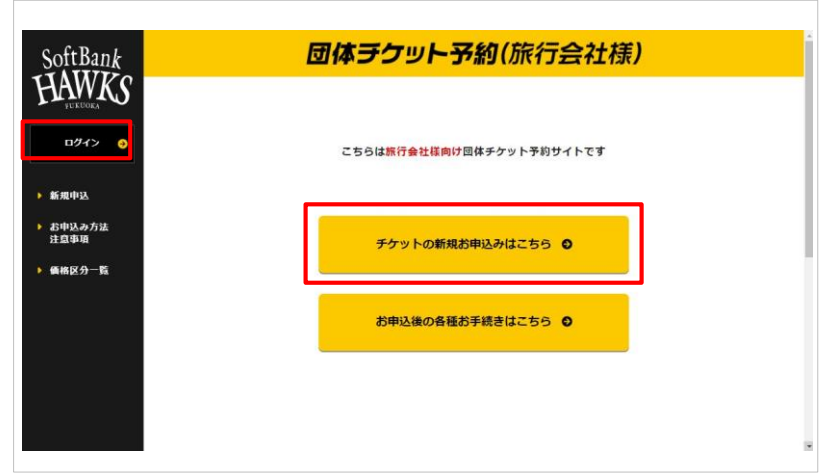 SoftBank
HAWKS
FUKUOKA
ログイン
新規申込
お申込み方法
注意事項
価格区分一覧
団体チケット予約(旅行会社様)
こちらは旅行会社様向け団体チケット予約サイトです
チケットの新規お申込みはこちら
お申込後の各種お手続きはこちら